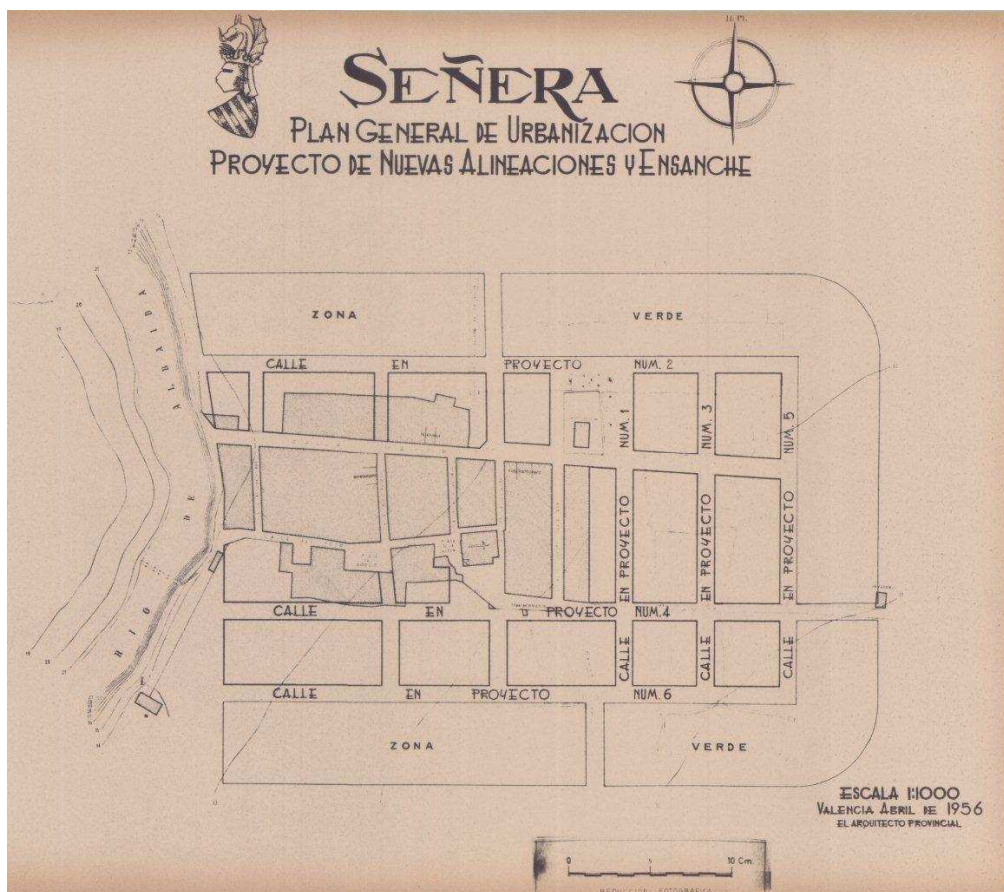 SEÑERA
PLAN GENERAL DE URBANIZACION
PROYECTO DE NUEVAS ALINEACIONES Y ENSANCHE
RIO DE ALBAIDA
ZONA VERDE
CALLE EN PROYECTO NUM. 2
CALLE EN PROYECTO NUM. 1
CALLE EN PROYECTO NUM. 3
CALLE EN PROYECTO NUM. 5
CALLE EN PROYECTO NUM. 4
CALLE EN PROYECTO NUM. 6
ZONA VERDE
ESCALA 1:1000
VALENCIA ABRIL DE 1956
EL ARQUITECTO PROVINCIAL
0 5 10 Cm.
REDUCCION FOTOGRAFICA